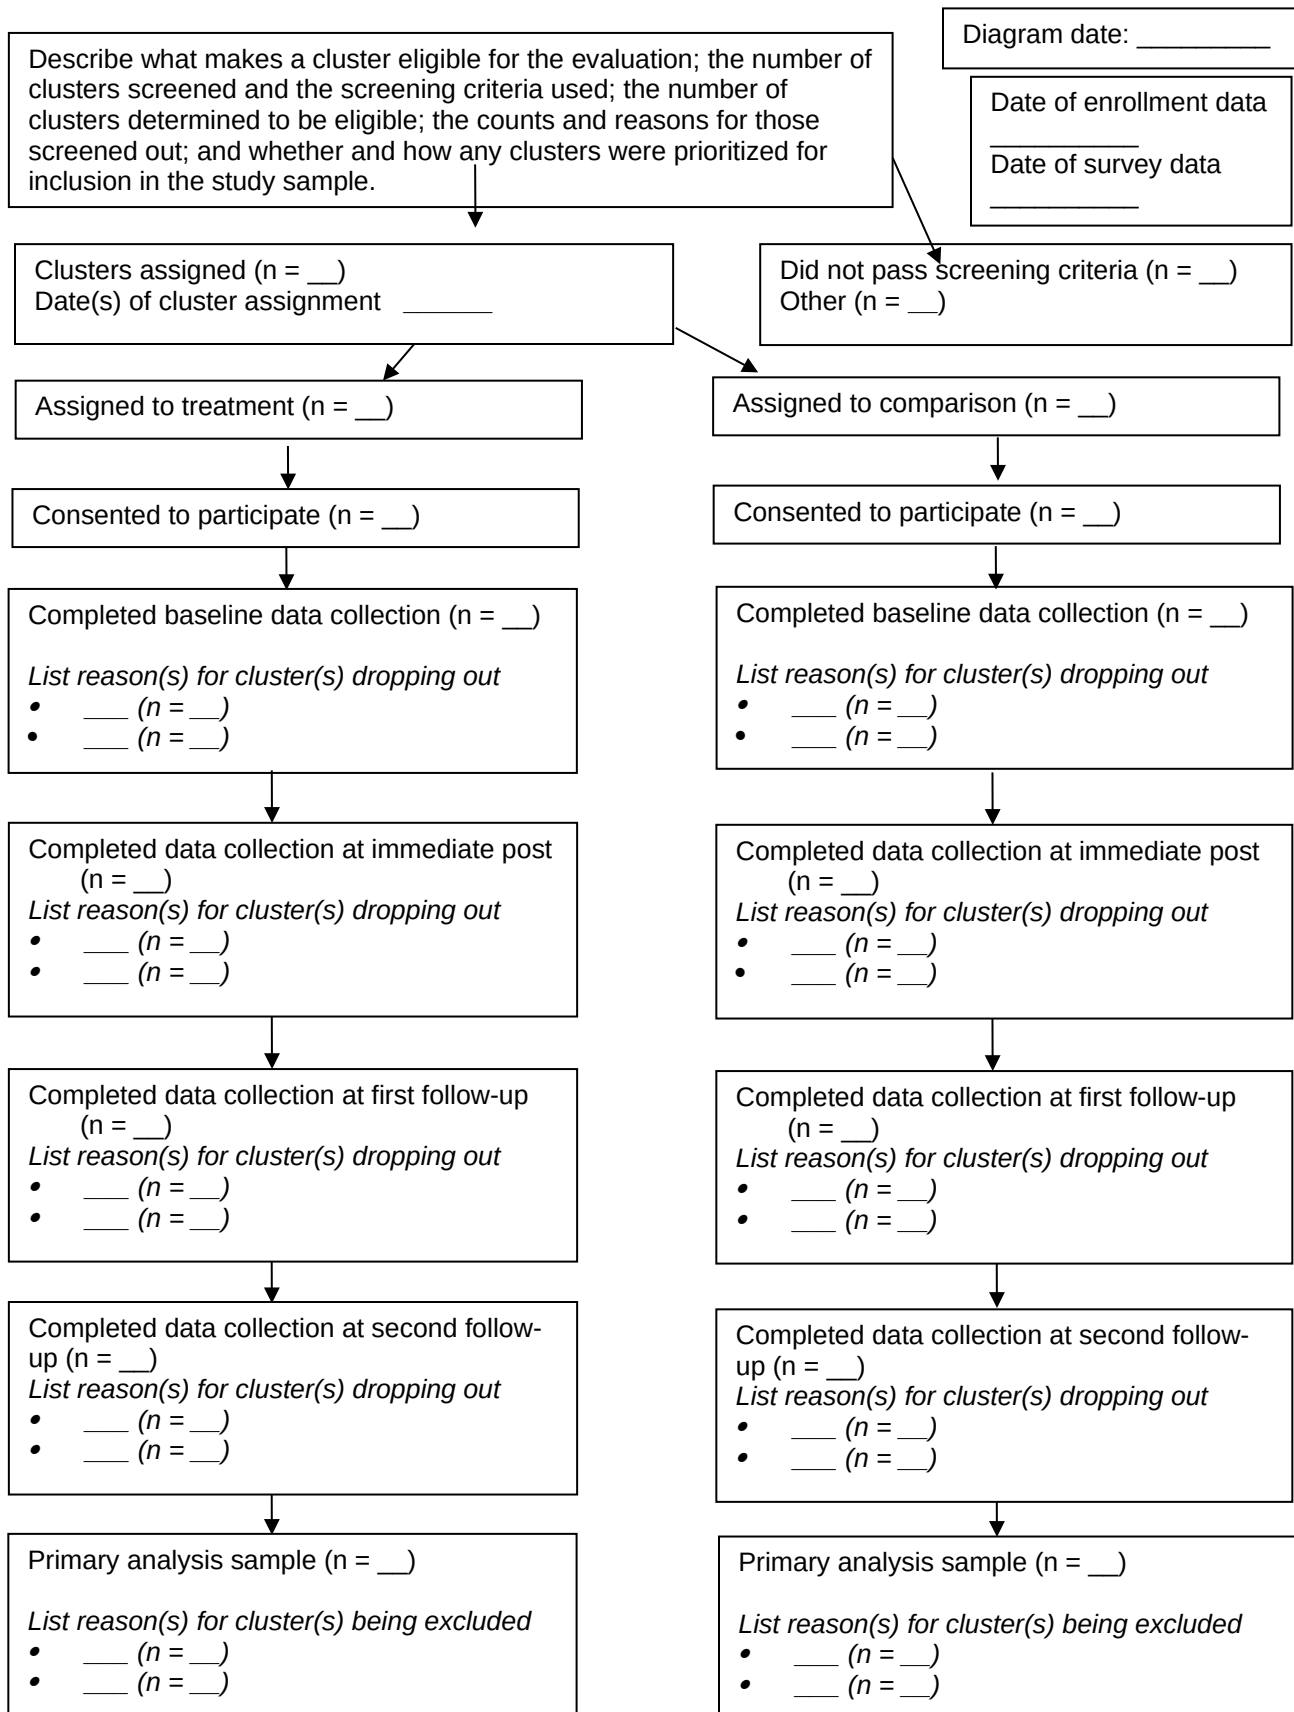 Diagram date: _________
Describe what makes a cluster eligible for the evaluation; the number of
clusters screened and the screening criteria used; the number of
clusters determined to be eligible; the counts and reasons for those
screened out; and whether and how any clusters were prioritized for
inclusion in the study sample.
Date of enrollment data
__________
Date of survey data
__________
Clusters assigned (n = __)
Date(s) of cluster assignment ______
Did not pass screening criteria (n = __)
Other (n = __)
Assigned to treatment (n = __)
Assigned to comparison (n = __)
Consented to participate (n = __)
Consented to participate (n = __)
Completed baseline data collection (n = __)
List reason(s) for cluster(s) dropping out
• ___ (n = __)
• ___ (n = __)
Completed baseline data collection (n = __)
List reason(s) for cluster(s) dropping out
• ___ (n = __)
• ___ (n = __)
Completed data collection at immediate post
(n = __)
List reason(s) for cluster(s) dropping out
• ___ (n = __)
• ___ (n = __)
Completed data collection at immediate post
(n = __)
List reason(s) for cluster(s) dropping out
• ___ (n = __)
• ___ (n = __)
Completed data collection at first follow-up
(n = __)
List reason(s) for cluster(s) dropping out
• ___ (n = __)
• ___ (n = __)
Completed data collection at first follow-up
(n = __)
List reason(s) for cluster(s) dropping out
• ___ (n = __)
• ___ (n = __)
Completed data collection at second follow-
up (n = __)
List reason(s) for cluster(s) dropping out
• ___ (n = __)
• ___ (n = __)
Completed data collection at second follow-
up (n = __)
List reason(s) for cluster(s) dropping out
• ___ (n = __)
• ___ (n = __)
Primary analysis sample (n = __)
List reason(s) for cluster(s) being excluded
• ___ (n = __)
• ___ (n = __)
Primary analysis sample (n = __)
List reason(s) for cluster(s) being excluded
• ___ (n = __)
• ___ (n = __)